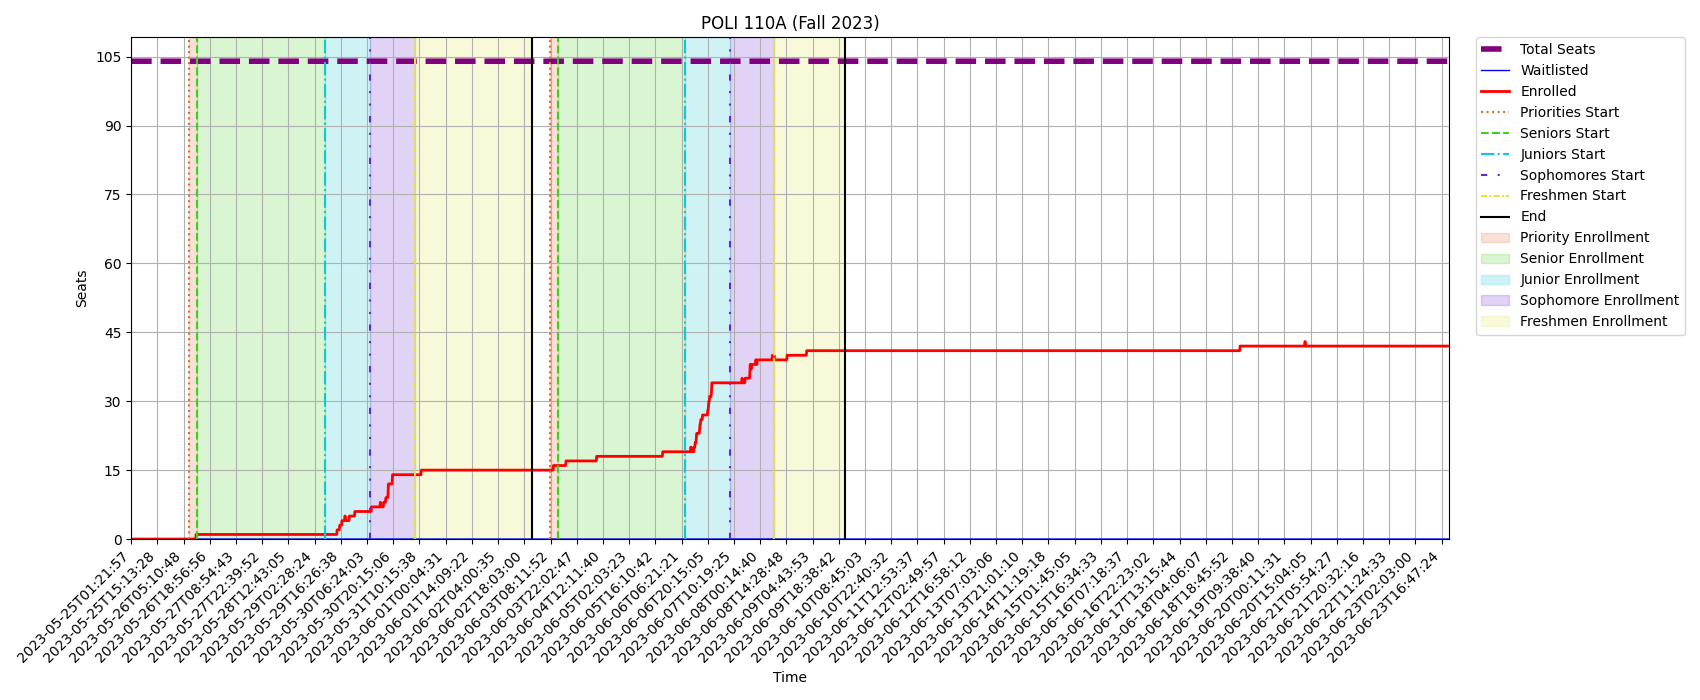 POLI 110A (Fall 2023)
Seats
105
90
75
60
45
30
15
0
2023-05-25T01:21:57
2023-05-25T15:13:28
2023-05-26T05:10:48
2023-05-26T18:56:56
2023-05-27T08:54:43
2023-05-27T22:39:52
2023-05-28T12:43:05
2023-05-29T02:28:24
2023-05-29T16:26:38
2023-05-30T06:24:03
2023-05-30T20:15:06
2023-05-31T10:15:38
2023-06-01T00:04:31
2023-06-01T14:09:22
2023-06-02T04:00:35
2023-06-02T18:03:00
2023-06-03T08:11:52
2023-06-03T22:02:47
2023-06-04T12:11:40
2023-06-05T02:03:23
2023-06-05T16:10:42
2023-06-06T06:21:21
2023-06-06T20:15:05
2023-06-07T10:19:25
2023-06-08T00:14:40
2023-06-08T14:28:48
2023-06-09T04:43:53
2023-06-09T18:38:42
2023-06-10T08:45:03
2023-06-10T22:40:32
2023-06-11T12:53:37
2023-06-12T02:49:57
2023-06-12T16:58:12
2023-06-13T07:03:06
2023-06-13T21:01:10
2023-06-14T11:19:18
2023-06-15T01:45:05
2023-06-15T16:34:33
2023-06-16T07:18:37
2023-06-16T22:23:02
2023-06-17T13:15:44
2023-06-18T04:06:07
2023-06-18T18:45:52
2023-06-19T09:38:40
2023-06-20T00:11:31
2023-06-20T15:04:05
2023-06-21T05:54:27
2023-06-21T20:32:16
2023-06-22T11:24:33
2023-06-23T02:03:00
2023-06-23T16:47:24
Time
Total Seats
Waitlisted
Enrolled
Priorities Start
Seniors Start
Juniors Start
Sophomores Start
Freshmen Start
End
Priority Enrollment
Senior Enrollment
Junior Enrollment
Sophomore Enrollment
Freshmen Enrollment